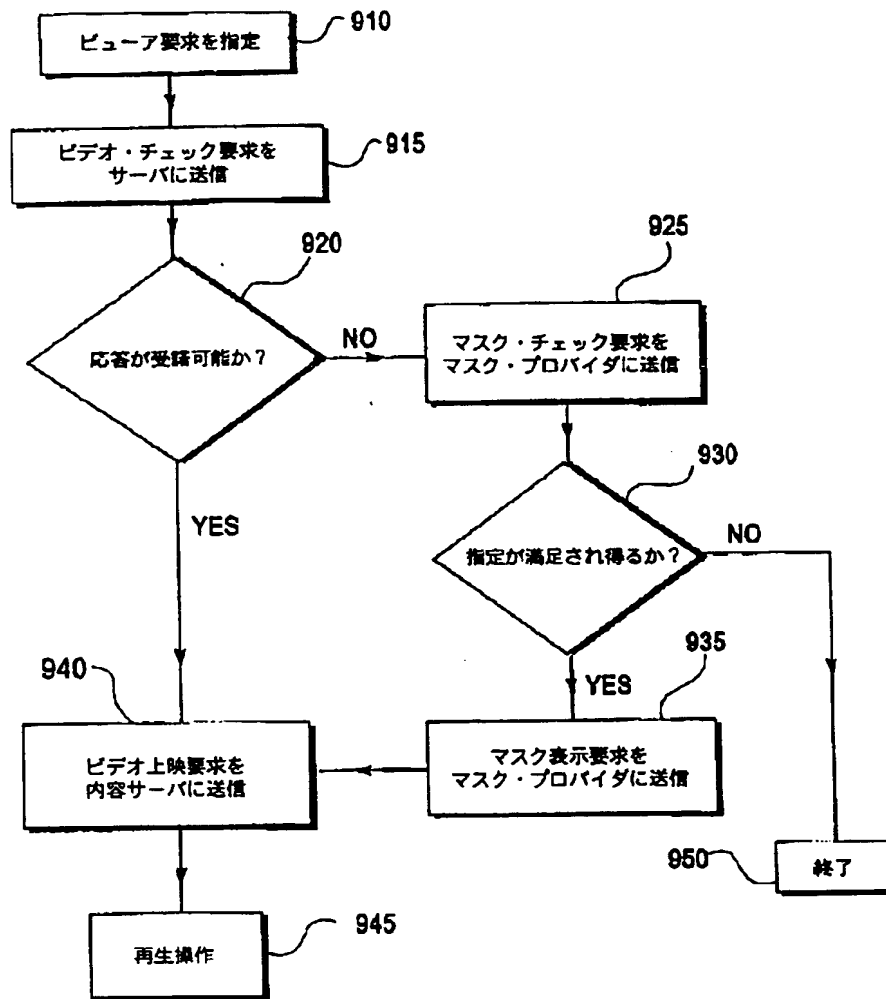 910
ビューア要求を指定
915
ビデオ・チェック要求を
サーバに送信
920
応答が受諾可能か?
NO
925
マスク・チェック要求を
マスク・プロバイダに送信
YES
930
指定が満足され得るか?
NO
940
ビデオ上映要求を
内容サーバに送信
YES
935
マスク表示要求を
マスク・プロバイダに送信
950
終了
945
再生操作